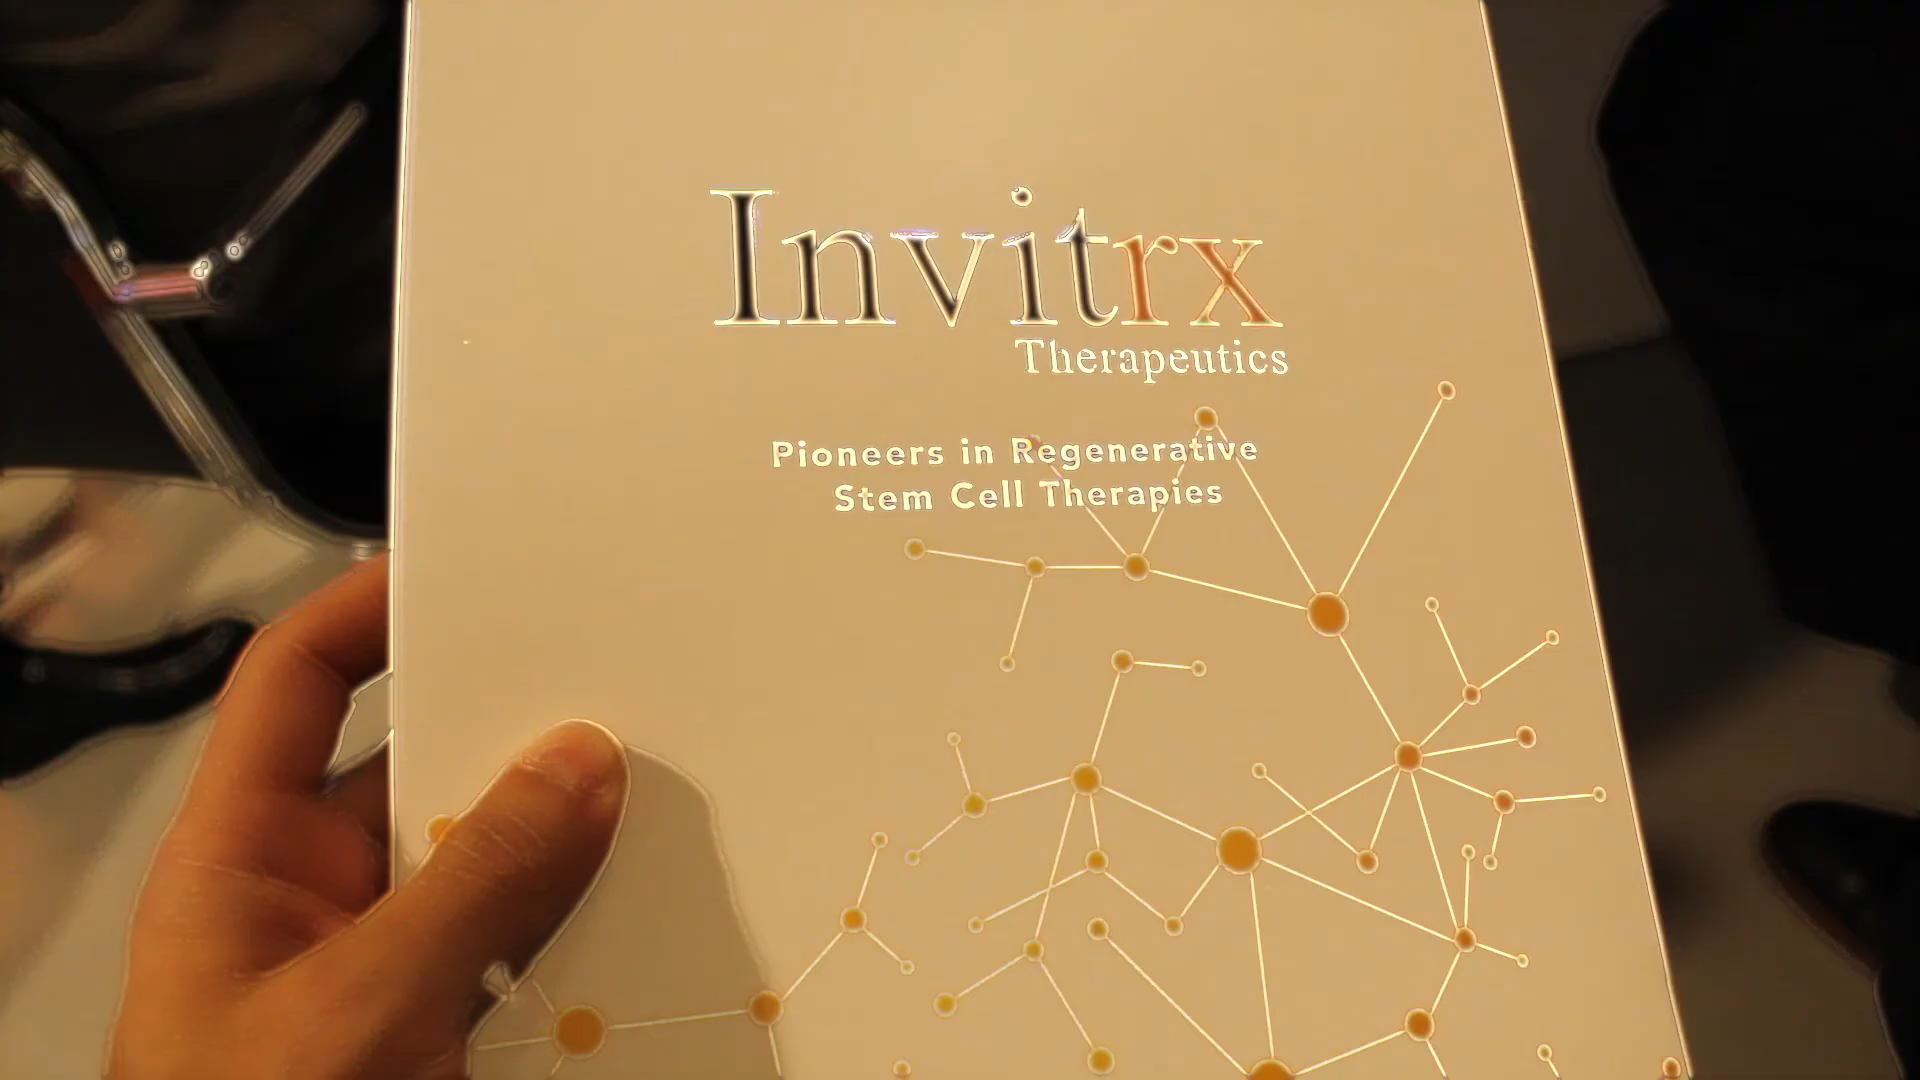 Invitrx
Therapeutics
Pioneers in Regenerative
Stem Cell Therapies